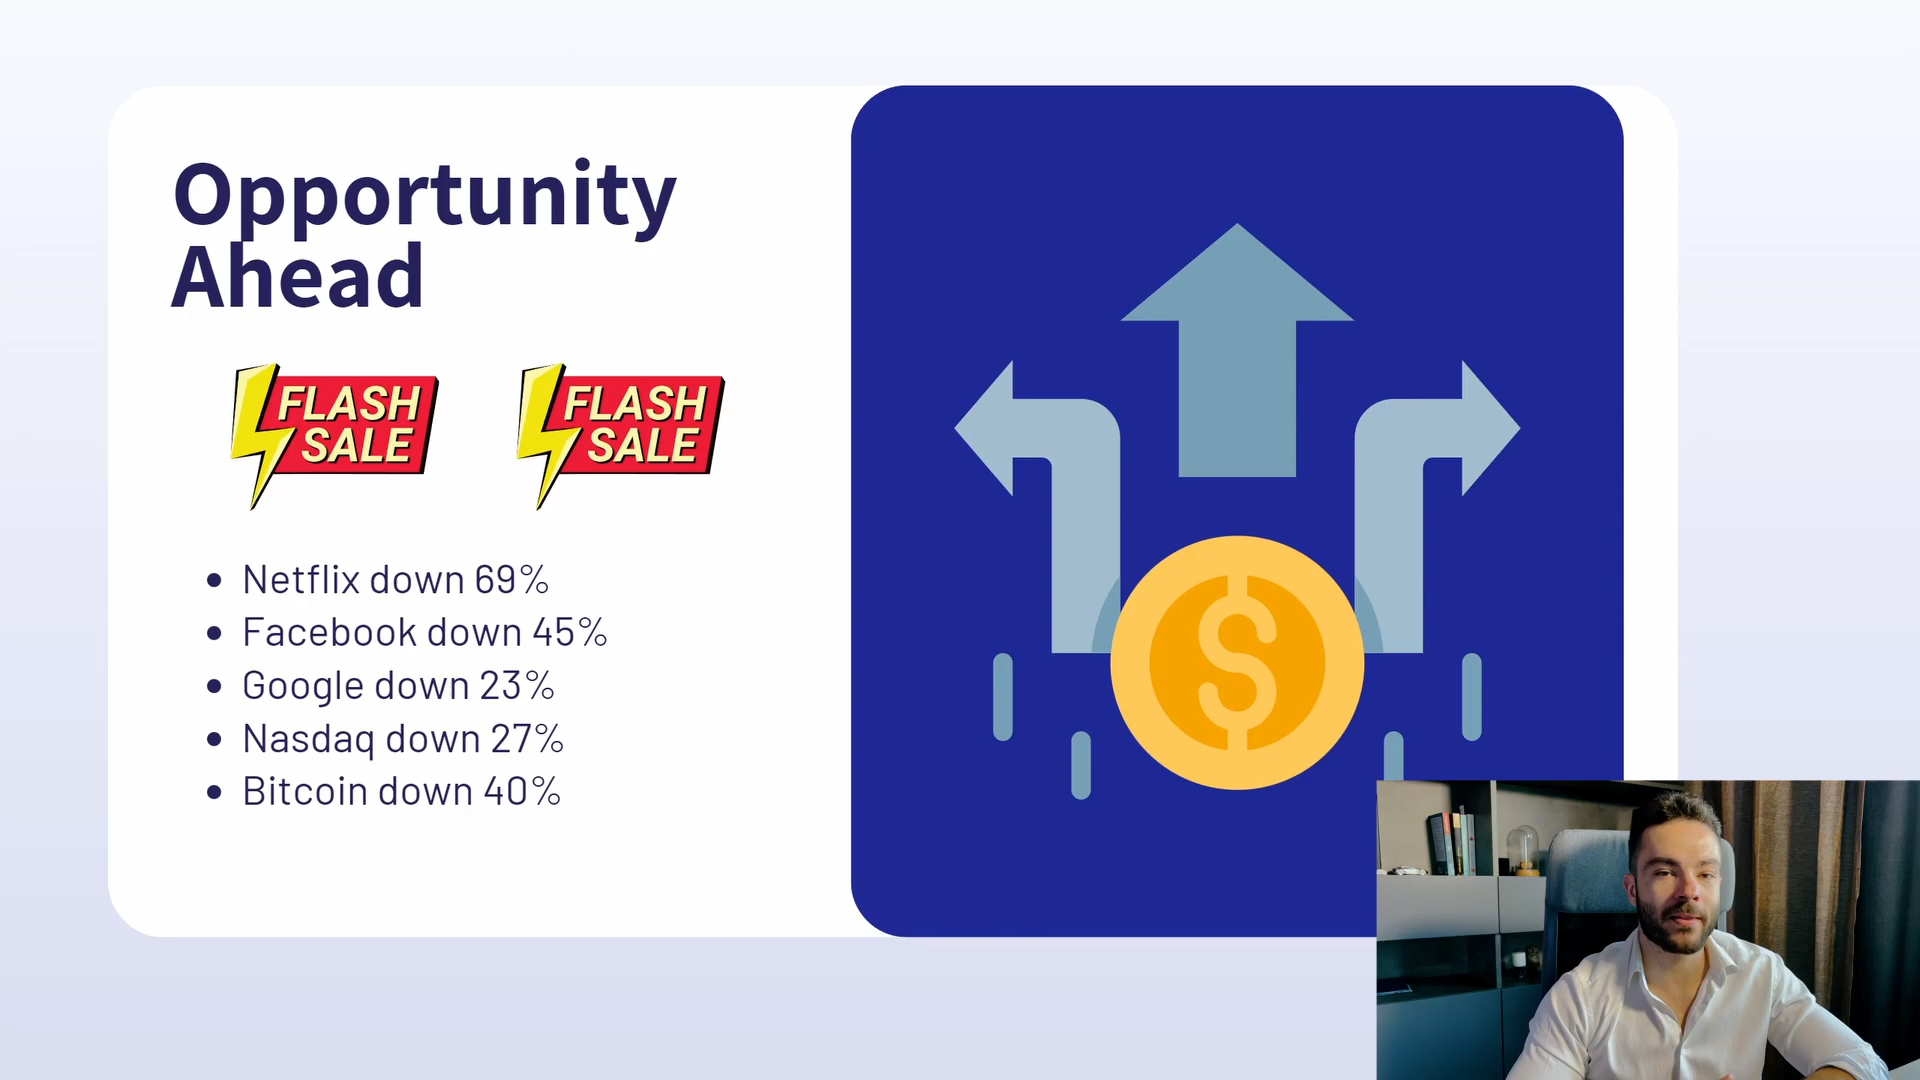 Opportunity
Ahead
FLASH
SALE
FLASH
SALE
• Netflix down 69%
• Facebook down 45%
• Google down 23%
• Nasdaq down 27%
• Bitcoin down 40%
$